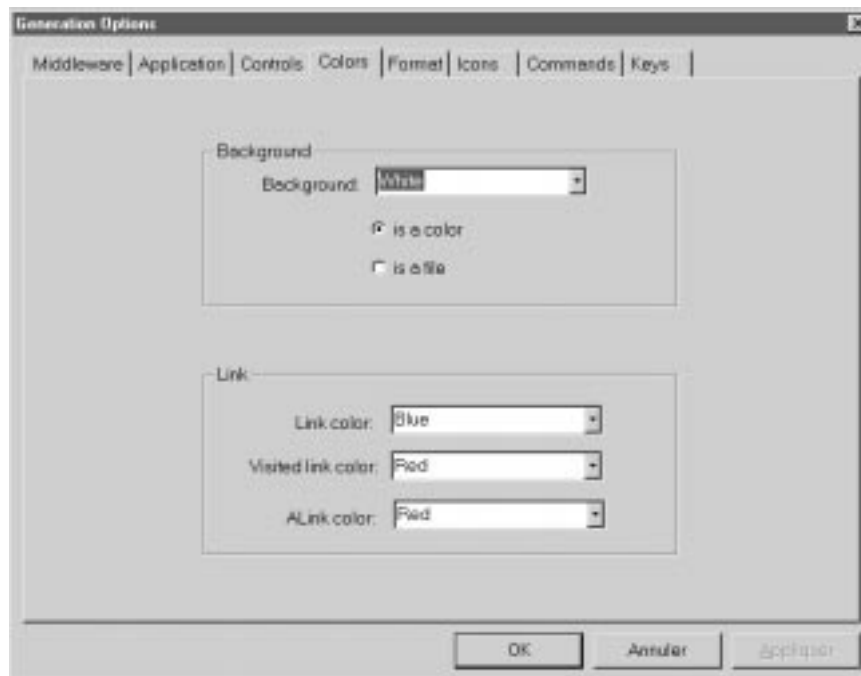 Generation Options
Middleware Application Controls Colors Format Icons Commands Keys
Background
Background: White
is a color
is a file
Link
Link color: Blue
Visited link color: Red
ALink color: Red
OK Annuler Appliquer